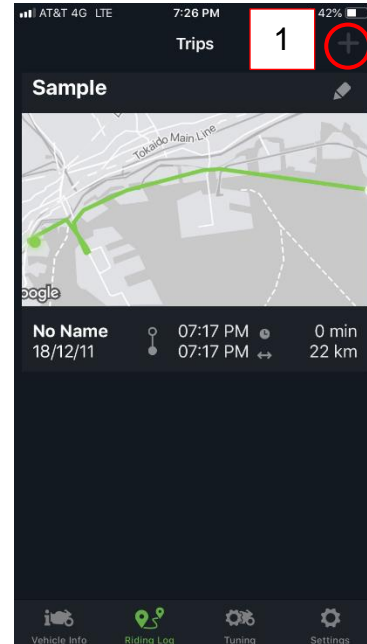 AT&T 4G LTE 7:26 PM 42%
Trips 1 +
Sample
Tokaido Main Line
oogle
No Name 07:17 PM 0 min
18/12/11 07:17 PM 22 km
Vehicle Info Riding Log Tuning Settings